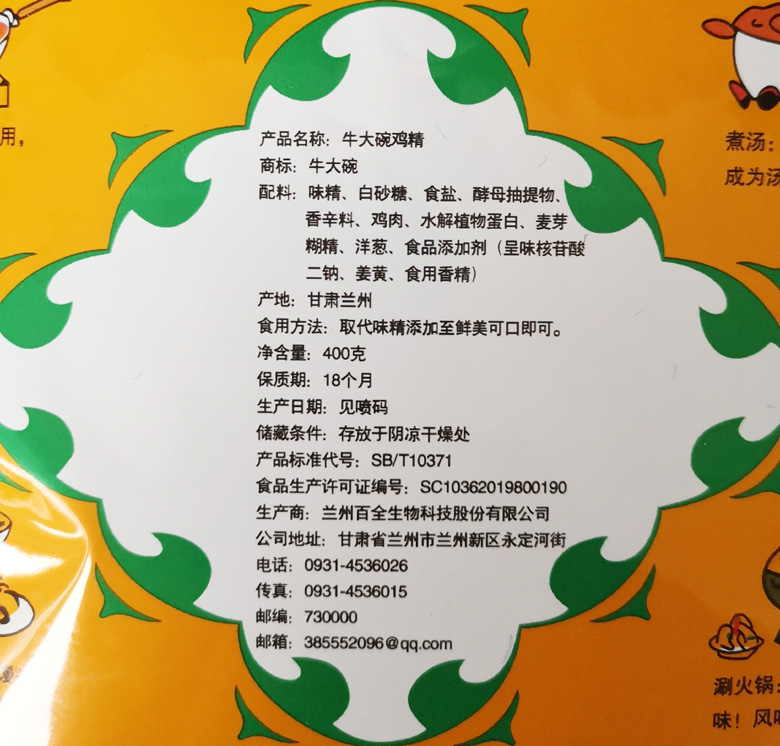 用，
煮汤：
成为汤
产品名称：牛大碗鸡精
商标：牛大碗
配料：味精、白砂糖、食盐、酵母抽提物、
香辛料、鸡肉、水解植物蛋白、麦芽
糊精、洋葱、食品添加剂（呈味核苷酸
二钠、姜黄、食用香精）
产地：甘肃兰州
食用方法：取代味精添加至鲜美可口即可。
净含量：400克
保质期：18个月
生产日期：见喷码
储藏条件：存放于阴凉干燥处
产品标准代号：SB/T10371
食品生产许可证编号：SC10362019800190
生产商：兰州百全生物科技股份有限公司
公司地址：甘肃省兰州市兰州新区永定河街
电话：0931-4536026
传真：0931-4536015
邮编：730000
邮箱：385552096@qq.com
涮火锅：
味！风